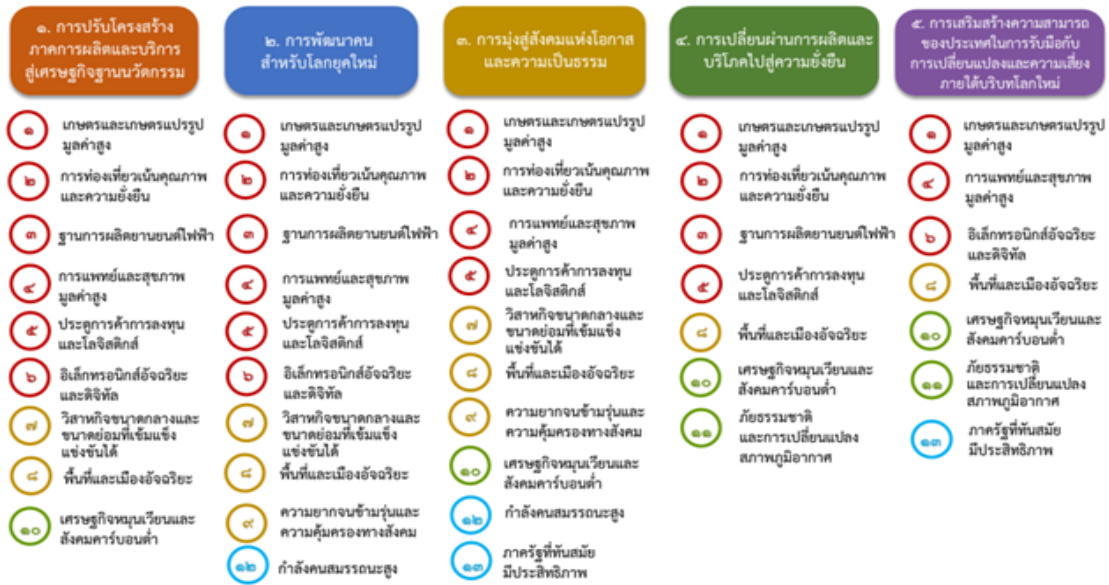 ๑. การปรับโครงสร้าง
ภาคการผลิตและบริการ
สู่เศรษฐกิจฐานนวัตกรรม
๑
เกษตรและเกษตรแปรรูป
มูลค่าสูง
๒
การท่องเที่ยวเน้นคุณภาพ
และความยั่งยืน
๓
ฐานการผลิตยานยนต์ไฟฟ้า
๔
การแพทย์และสุขภาพ
มูลค่าสูง
๕
ประตูการค้าการลงทุน
และโลจิสติกส์
๖
อิเล็กทรอนิกส์อัจฉริยะ
และดิจิทัล
๗
วิสาหกิจขนาดกลางและ
ขนาดย่อมที่เข้มแข็ง
แข่งขันได้
๘
พื้นที่และเมืองอัจฉริยะ
๑๐
เศรษฐกิจหมุนเวียนและ
สังคมคาร์บอนต่ำ
๒. การพัฒนาคน
สำหรับโลกยุคใหม่
๑
เกษตรและเกษตรแปรรูป
มูลค่าสูง
๒
การท่องเที่ยวเน้นคุณภาพ
และความยั่งยืน
๓
ฐานการผลิตยานยนต์ไฟฟ้า
๔
การแพทย์และสุขภาพ
มูลค่าสูง
๕
ประตูการค้าการลงทุน
และโลจิสติกส์
๖
อิเล็กทรอนิกส์อัจฉริยะ
และดิจิทัล
๗
วิสาหกิจขนาดกลางและ
ขนาดย่อมที่เข้มแข็ง
แข่งขันได้
๘
พื้นที่และเมืองอัจฉริยะ
๙
ความยากจนข้ามรุ่นและ
ความคุ้มครองทางสังคม
๑๒
กำลังคนสมรรถนะสูง
๓. การมุ่งสู่สังคมแห่งโอกาส
และความเป็นธรรม
๑
เกษตรและเกษตรแปรรูป
มูลค่าสูง
๒
การท่องเที่ยวเน้นคุณภาพ
และความยั่งยืน
๔
การแพทย์และสุขภาพ
มูลค่าสูง
๕
ประตูการค้าการลงทุน
และโลจิสติกส์
๗
วิสาหกิจขนาดกลางและ
ขนาดย่อมที่เข้มแข็ง
แข่งขันได้
๘
พื้นที่และเมืองอัจฉริยะ
๙
ความยากจนข้ามรุ่นและ
ความคุ้มครองทางสังคม
๑๐
เศรษฐกิจหมุนเวียนและ
สังคมคาร์บอนต่ำ
๑๒
กำลังคนสมรรถนะสูง
๑๓
ภาครัฐที่ทันสมัย
มีประสิทธิภาพ
๔. การเปลี่ยนผ่านการผลิตและ
บริโภคไปสู่ความยั่งยืน
๑
เกษตรและเกษตรแปรรูป
มูลค่าสูง
๒
การท่องเที่ยวเน้นคุณภาพ
และความยั่งยืน
๓
ฐานการผลิตยานยนต์ไฟฟ้า
๕
ประตูการค้าการลงทุน
และโลจิสติกส์
๘
พื้นที่และเมืองอัจฉริยะ
๑๐
เศรษฐกิจหมุนเวียนและ
สังคมคาร์บอนต่ำ
๑๑
ภัยธรรมชาติ
และการเปลี่ยนแปลง
สภาพภูมิอากาศ
๕. การเสริมสร้างความสามารถ
ของประเทศในการรับมือกับ
การเปลี่ยนแปลงและความเสี่ยง
ภายใต้บริบทโลกใหม่
๑
เกษตรและเกษตรแปรรูป
มูลค่าสูง
๔
การแพทย์และสุขภาพ
มูลค่าสูง
๖
อิเล็กทรอนิกส์อัจฉริยะ
และดิจิทัล
๘
พื้นที่และเมืองอัจฉริยะ
๑๐
เศรษฐกิจหมุนเวียนและ
สังคมคาร์บอนต่ำ
๑๑
ภัยธรรมชาติ
และการเปลี่ยนแปลง
สภาพภูมิอากาศ
๑๓
ภาครัฐที่ทันสมัย
มีประสิทธิภาพ